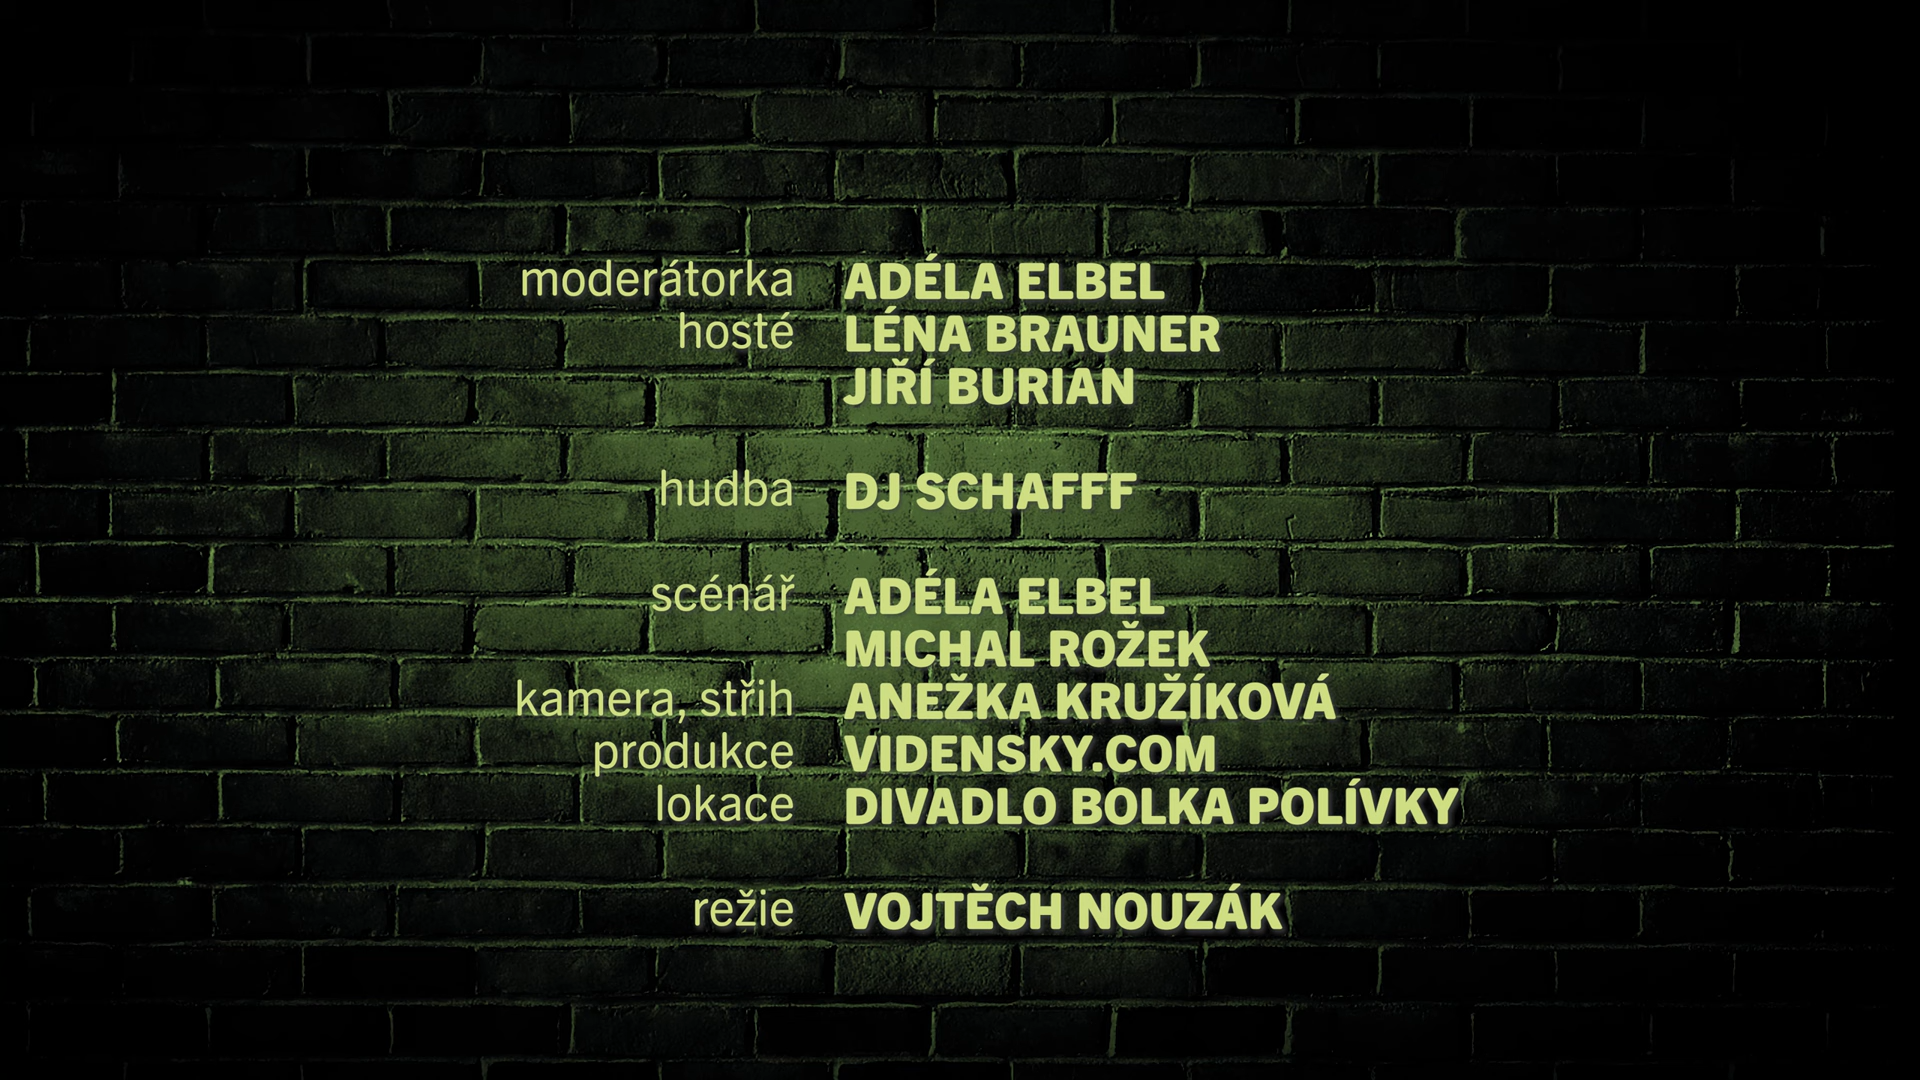 moderátorka ADÉLA ELBEL
hosté LÉNA BRAUNER
JIŘÍ BURIAN
hudba DJ SCHAFFF
scénář ADÉLA ELBEL
MICHAL ROŽEK
kamera, střih ANEŽKA KRUŽÍKOVÁ
produkce VIDENSKY.COM
lokace DIVADLO BOLKA POLÍVKY
režie VOJTĚCH NOUZÁK